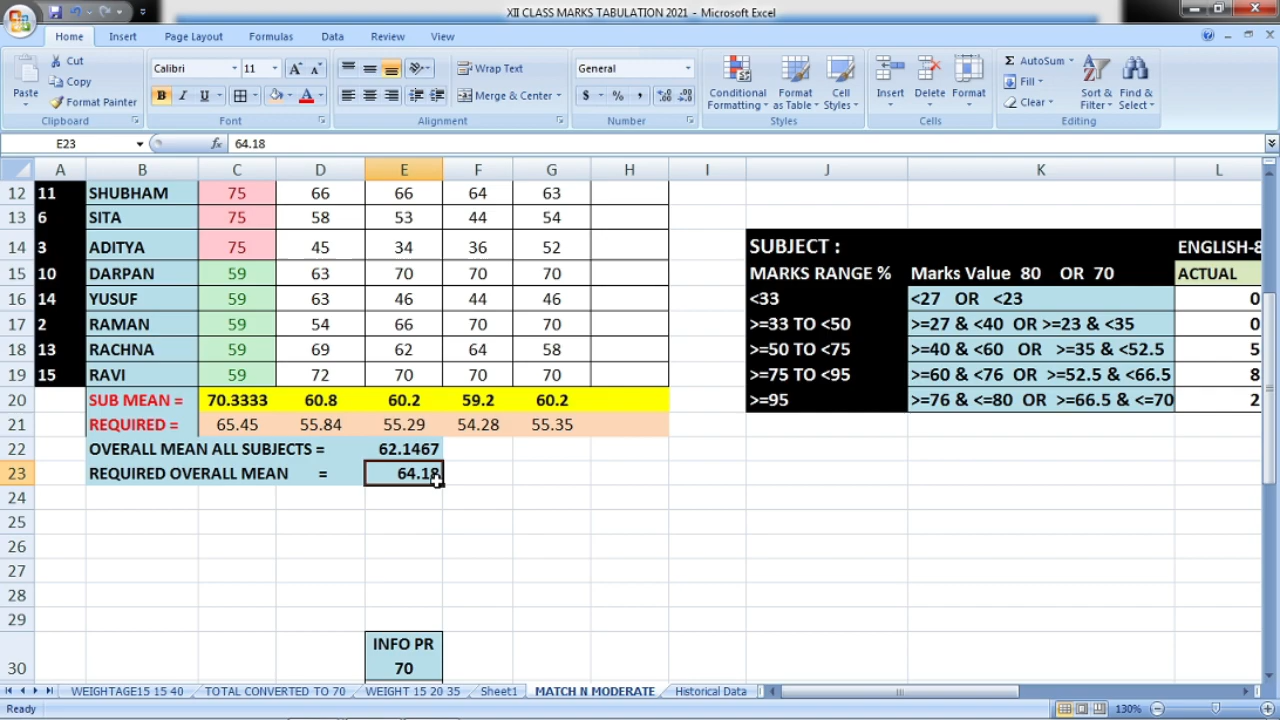 XII CLASS MARKS TABULATION 2021 - Microsoft Excel
Home Insert Page Layout Formulas Data Review View
Paste Cut Copy Format Painter Clipboard
Calibri 11 B I U A A Font
Wrap Text Merge & Center Alignment
General $ % , Number
Conditional Formatting Format as Table Cell Styles Styles
Insert Delete Format Cells
AutoSum Fill Clear Sort & Filter Find & Select Editing
E23 fx 64.18
A B C D E F G H I J K L
12 11 SHUBHAM 75 66 66 64 63
13 6 SITA 75 58 53 44 54
14 3 ADITYA 75 45 34 36 52 SUBJECT : ENGLISH-8
15 10 DARPAN 59 63 70 70 70 MARKS RANGE % Marks Value 80 OR 70 ACTUAL
16 14 YUSUF 59 63 46 44 46 <33 <27 OR <23 0
17 2 RAMAN 59 54 66 70 70 >=33 TO <50 >=27 & <40 OR >=23 & <35 0
18 13 RACHNA 59 69 62 64 58 >=50 TO <75 >=40 & <60 OR >=35 & <52.5 5
19 15 RAVI 59 72 70 70 70 >=75 TO <95 >=60 & <76 OR >=52.5 & <66.5 8
20 SUB MEAN = 70.3333 60.8 60.2 59.2 60.2 >=95 >=76 & <=80 OR >=66.5 & <=70 2
21 REQUIRED = 65.45 55.84 55.29 54.28 55.35
22 OVERALL MEAN ALL SUBJECTS = 62.1467
23 REQUIRED OVERALL MEAN = 64.18
24
25
26
27
28
29
30 INFO PR
70
WEIGHTAGE15 15 40 TOTAL CONVERTED TO 70 WEIGHT 15 20 35 Sheet1 MATCH N MODERATE Historical Data
Ready 130%